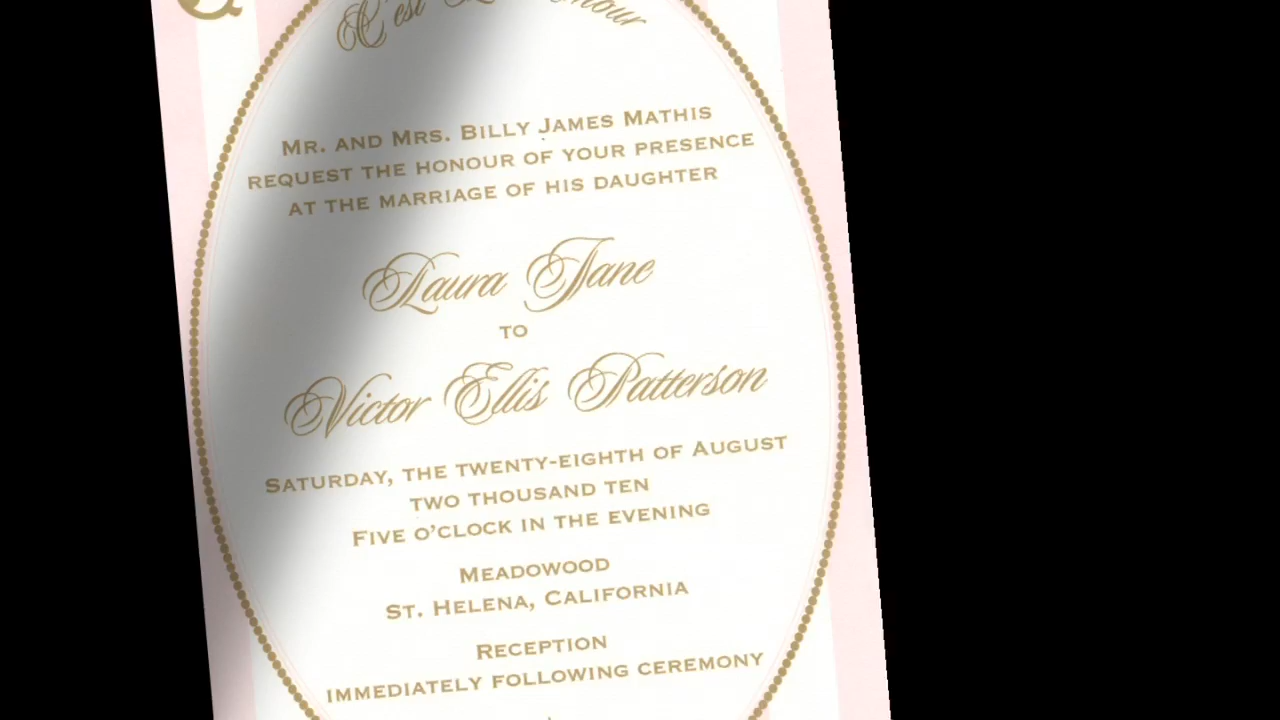 C'est
Mr. and Mrs. Billy James Mathis
request the honour of your presence
at the marriage of his daughter
Laura Jane
to
Victor Ellis Patterson
Saturday, the twenty-eighth of August
two thousand ten
Five o'clock in the evening
Meadowood
St. Helena, California
Reception
immediately following ceremony